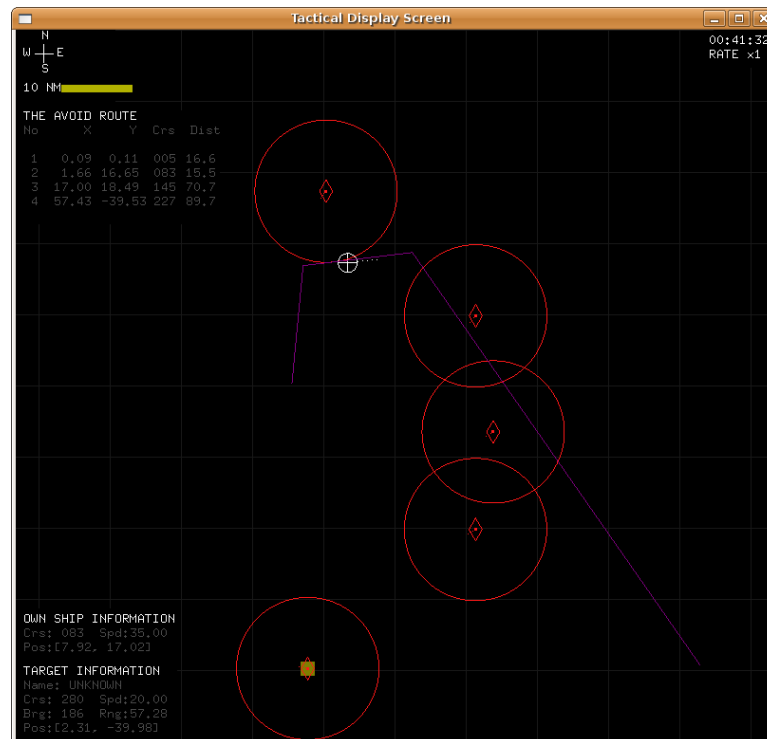 Tactical Display Screen
N
W E
S
00:41:32
RATE x1
10 NM
THE AVOID ROUTE
No X Y Crs Dist
1 0.09 0.11 005 16.6
2 1.66 16.65 083 15.5
3 17.00 18.49 145 70.7
4 57.43 -39.53 227 89.7
OWN SHIP INFORMATION
Crs: 083 Spd:35.00
Pos:[7.92, 17.02]
TARGET INFORMATION
Name: UNKNOWN
Crs: 280 Spd:20.00
Brg: 186 Rng:57.28
Pos:[2.31, -39.98]